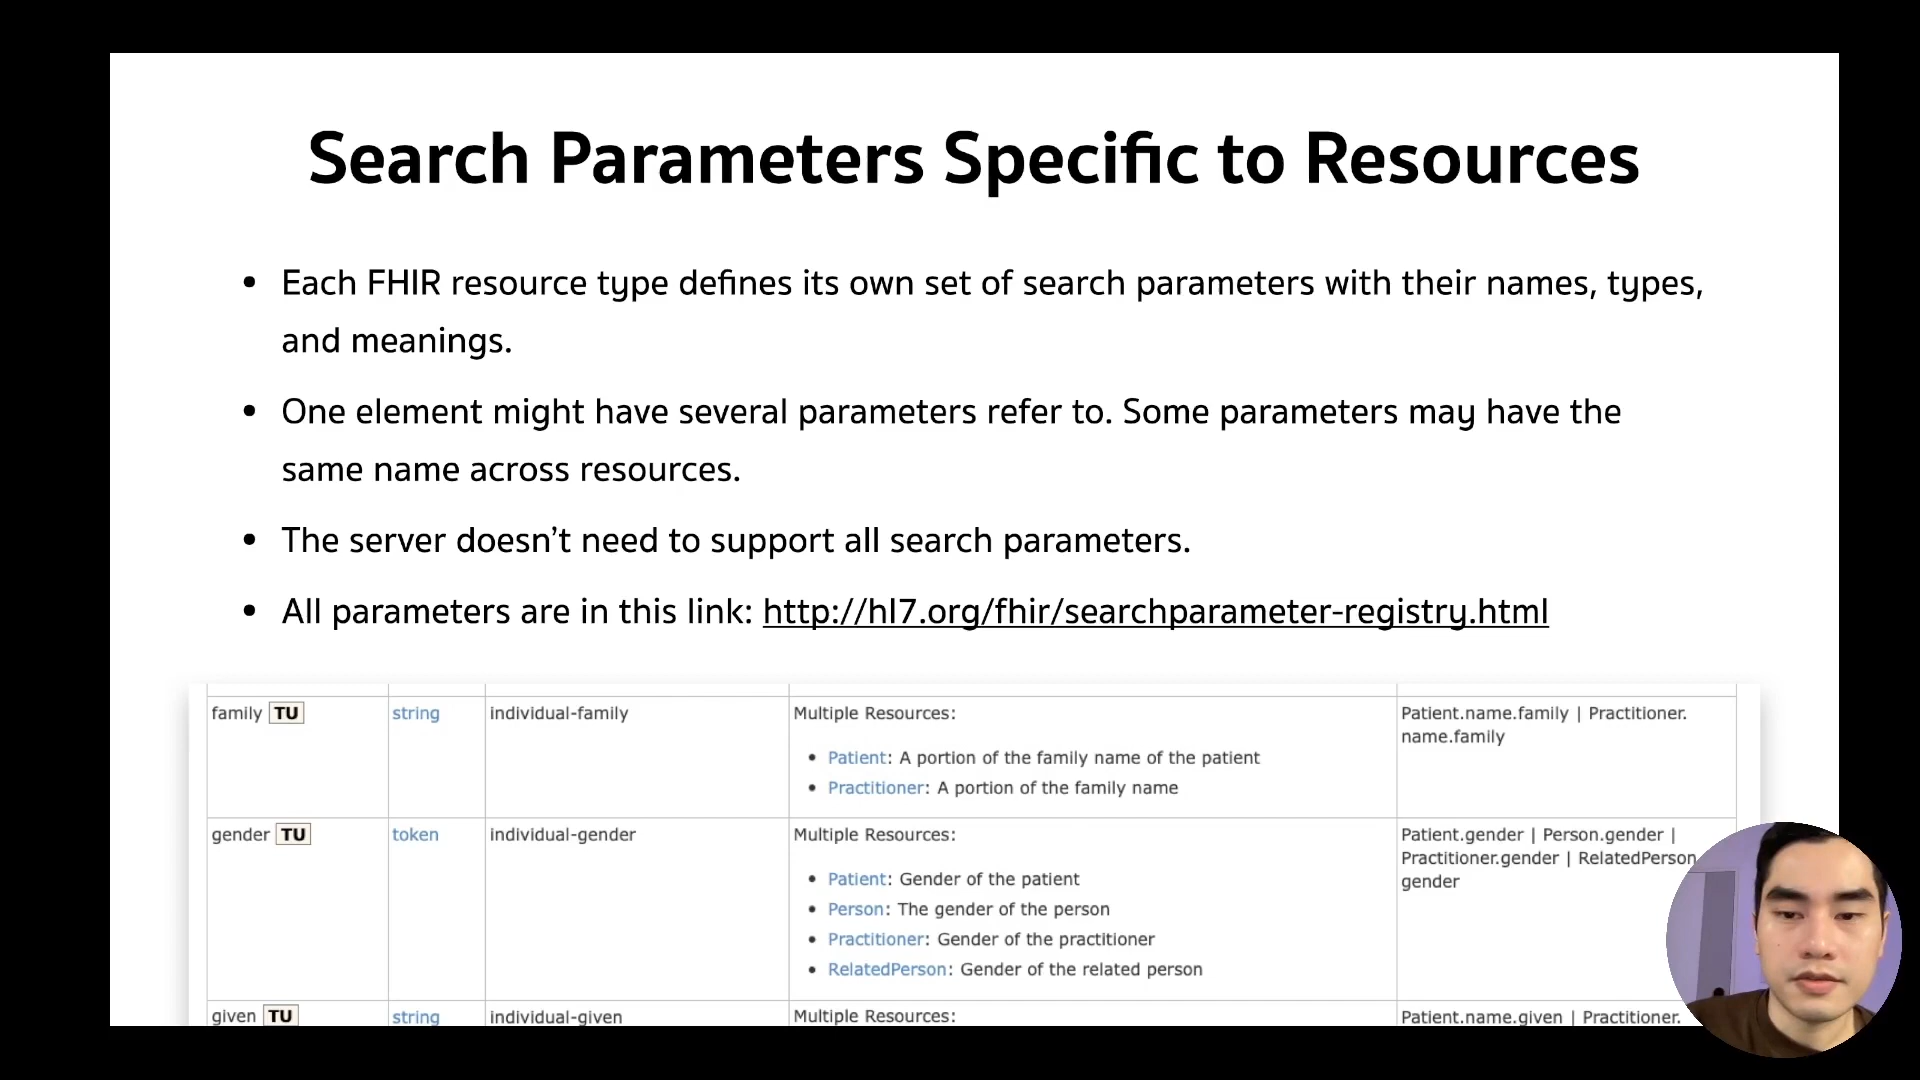 Search Parameters Specific to Resources
• Each FHIR resource type defines its own set of search parameters with their names, types,
and meanings.
• One element might have several parameters refer to. Some parameters may have the
same name across resources.
• The server doesn’t need to support all search parameters.
• All parameters are in this link: http://hl7.org/fhir/searchparameter-registry.html
family TU string individual-family Multiple Resources: Patient.name.family | Practitioner.
name.family
• Patient: A portion of the family name of the patient
• Practitioner: A portion of the family name
gender TU token individual-gender Multiple Resources: Patient.gender | Person.gender |
Practitioner.gender | RelatedPerson
gender
• Patient: Gender of the patient
• Person: The gender of the person
• Practitioner: Gender of the practitioner
• RelatedPerson: Gender of the related person
given TU string individual-given Multiple Resources: Patient.name.given | Practitioner.